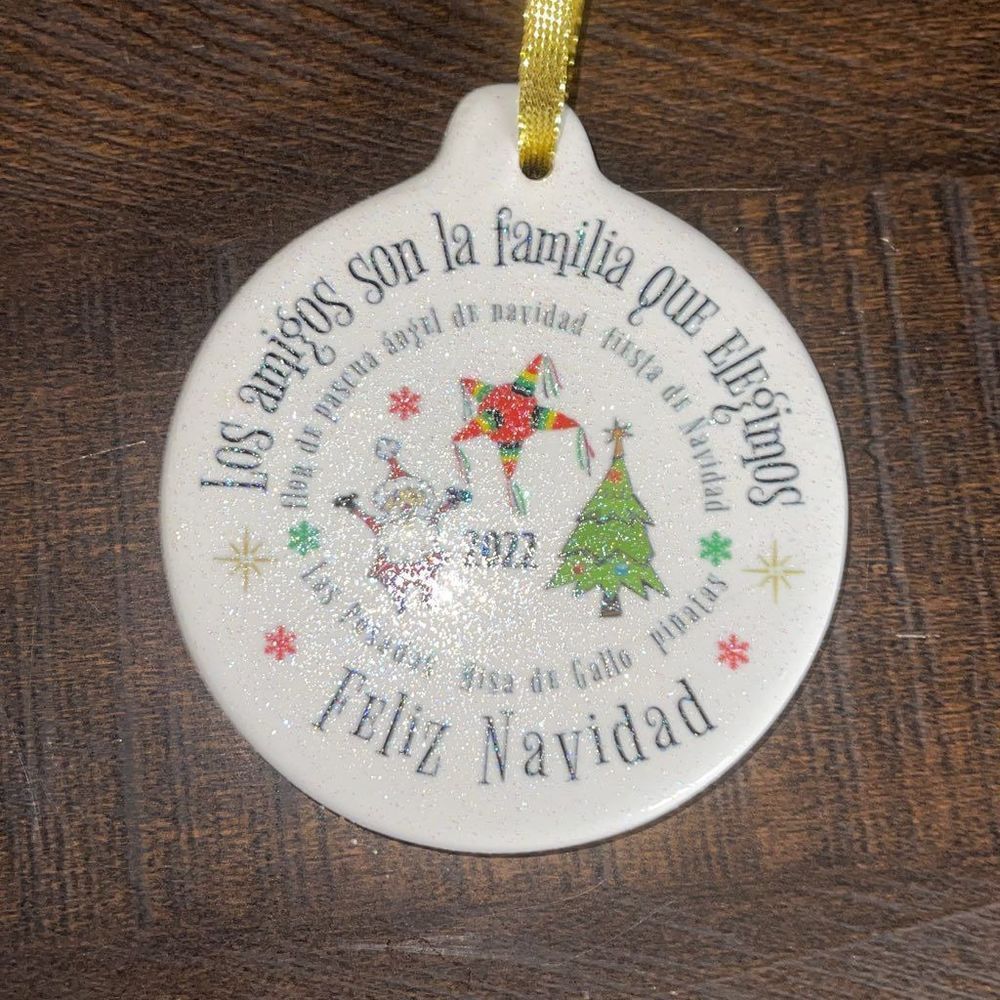 Los amigos son la familia que elegimos
flor de pascua ángel de navidad fiesta de Navidad
2022
Las Posadas Misa de Gallo piñatas
Feliz Navidad